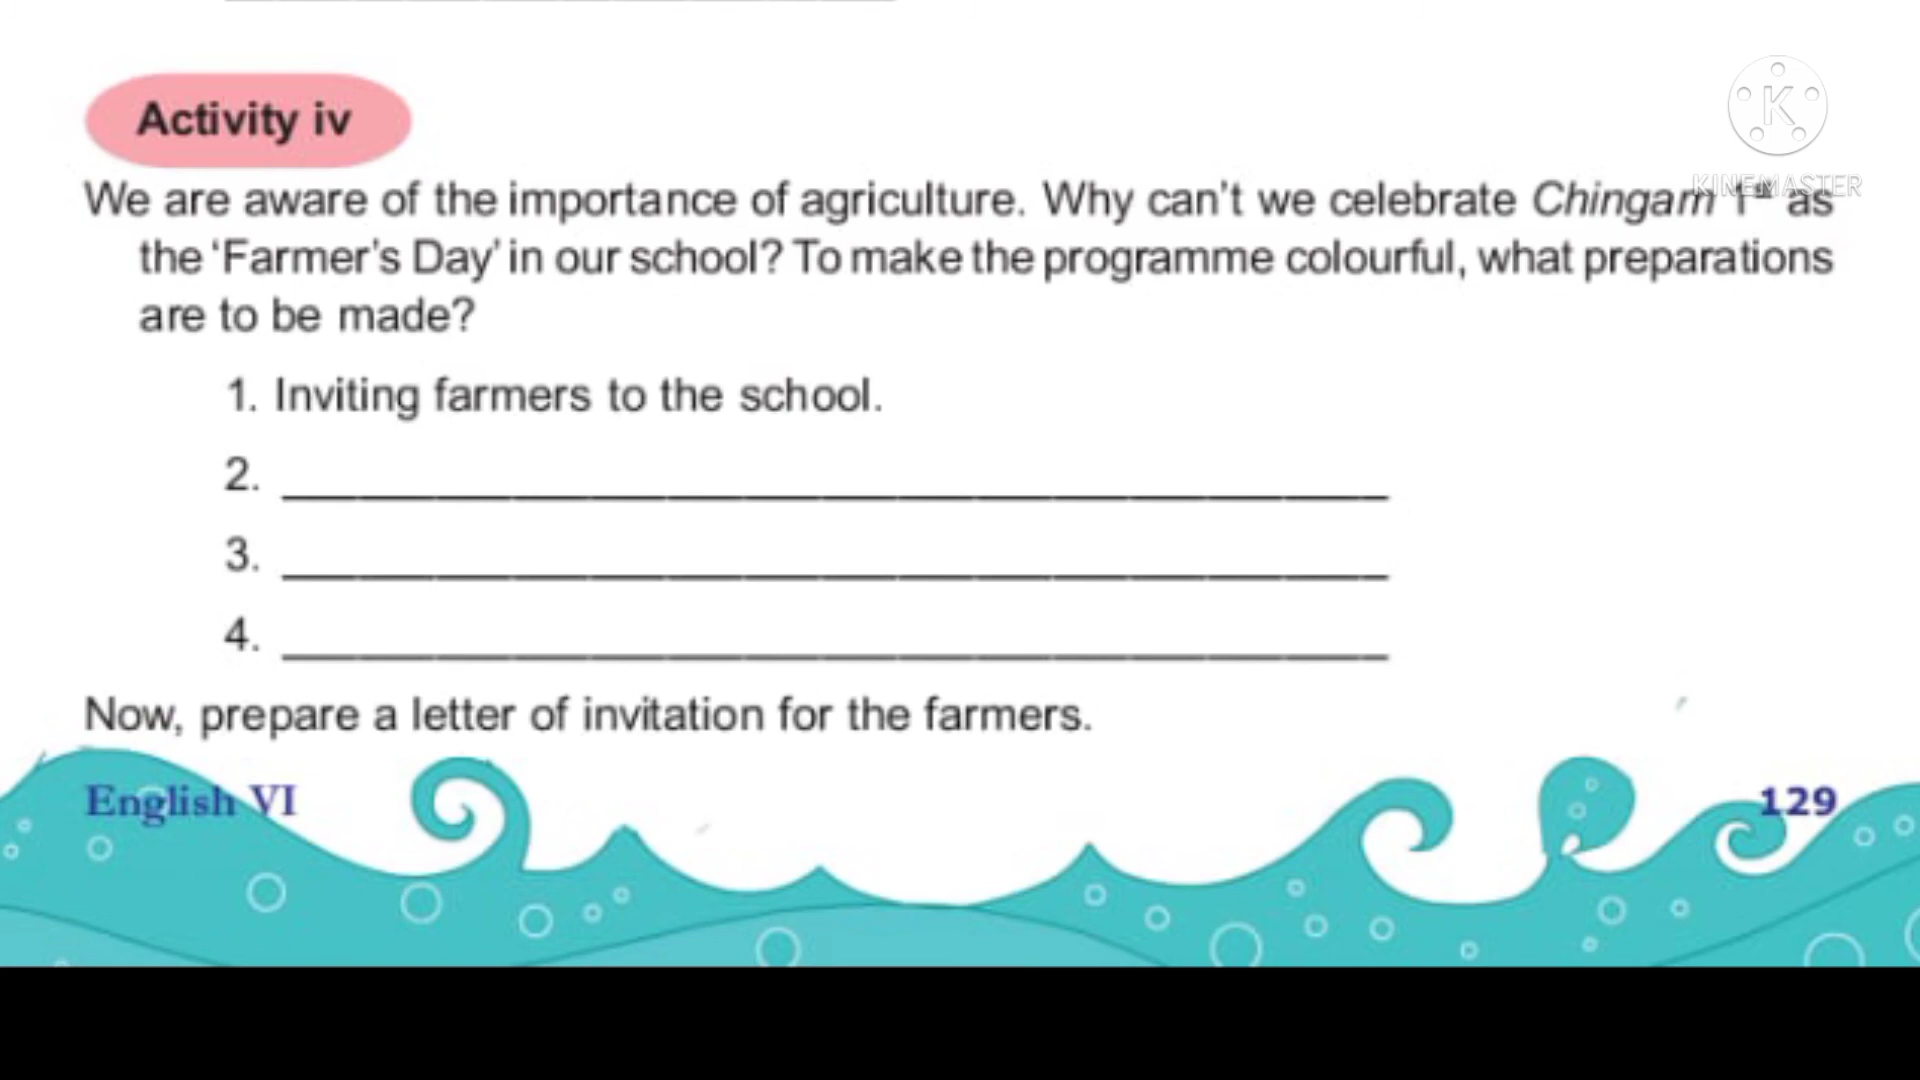 Activity iv
KINEMASTER
We are aware of the importance of agriculture. Why can't we celebrate Chingam 1st as
the 'Farmer's Day' in our school? To make the programme colourful, what preparations
are to be made?
1. Inviting farmers to the school.
2.
3.
4.
Now, prepare a letter of invitation for the farmers.
English VI
129